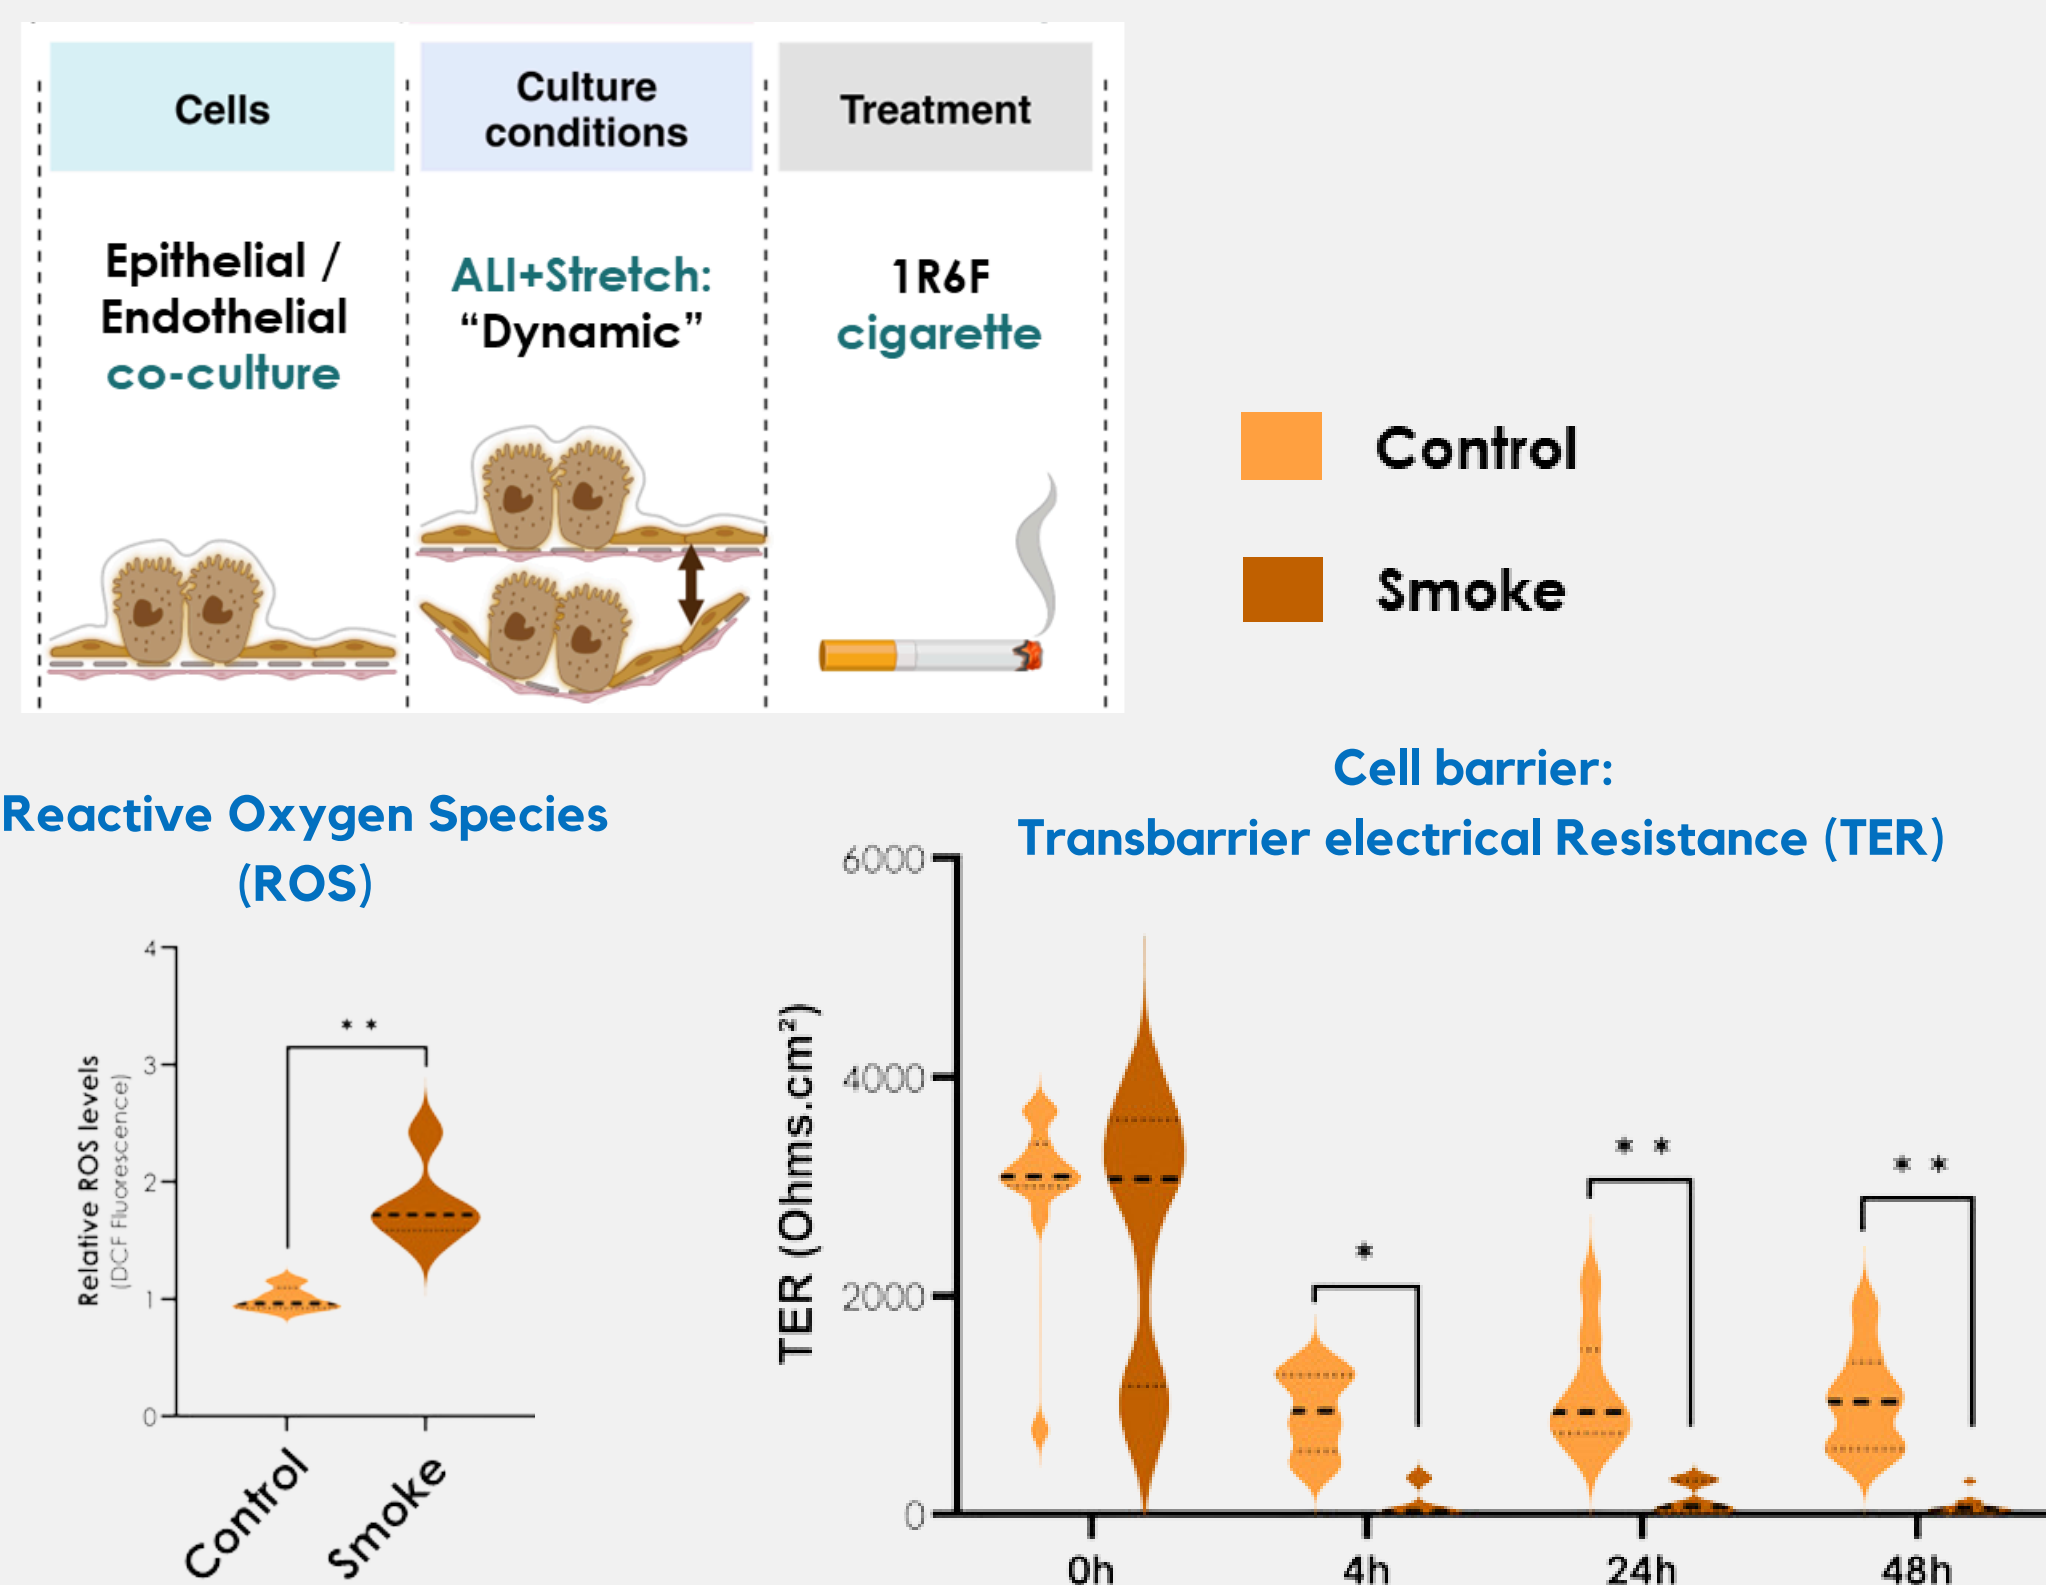 Cells
Culture
conditions
Treatment
Epithelial /
Endothelial
co-culture
ALI+Stretch:
“Dynamic”
1R6F
cigarette
Control
Smoke
Reactive Oxygen Species
(ROS)
4
3
2
1
0
Relative ROS levels
(DCF Fluorescence)
* *
Control
Smoke
Cell barrier:
Transbarrier electrical Resistance (TER)
6000
4000
2000
0
TER (Ohms.cm²)
*
* *
* *
0h
4h
24h
48h